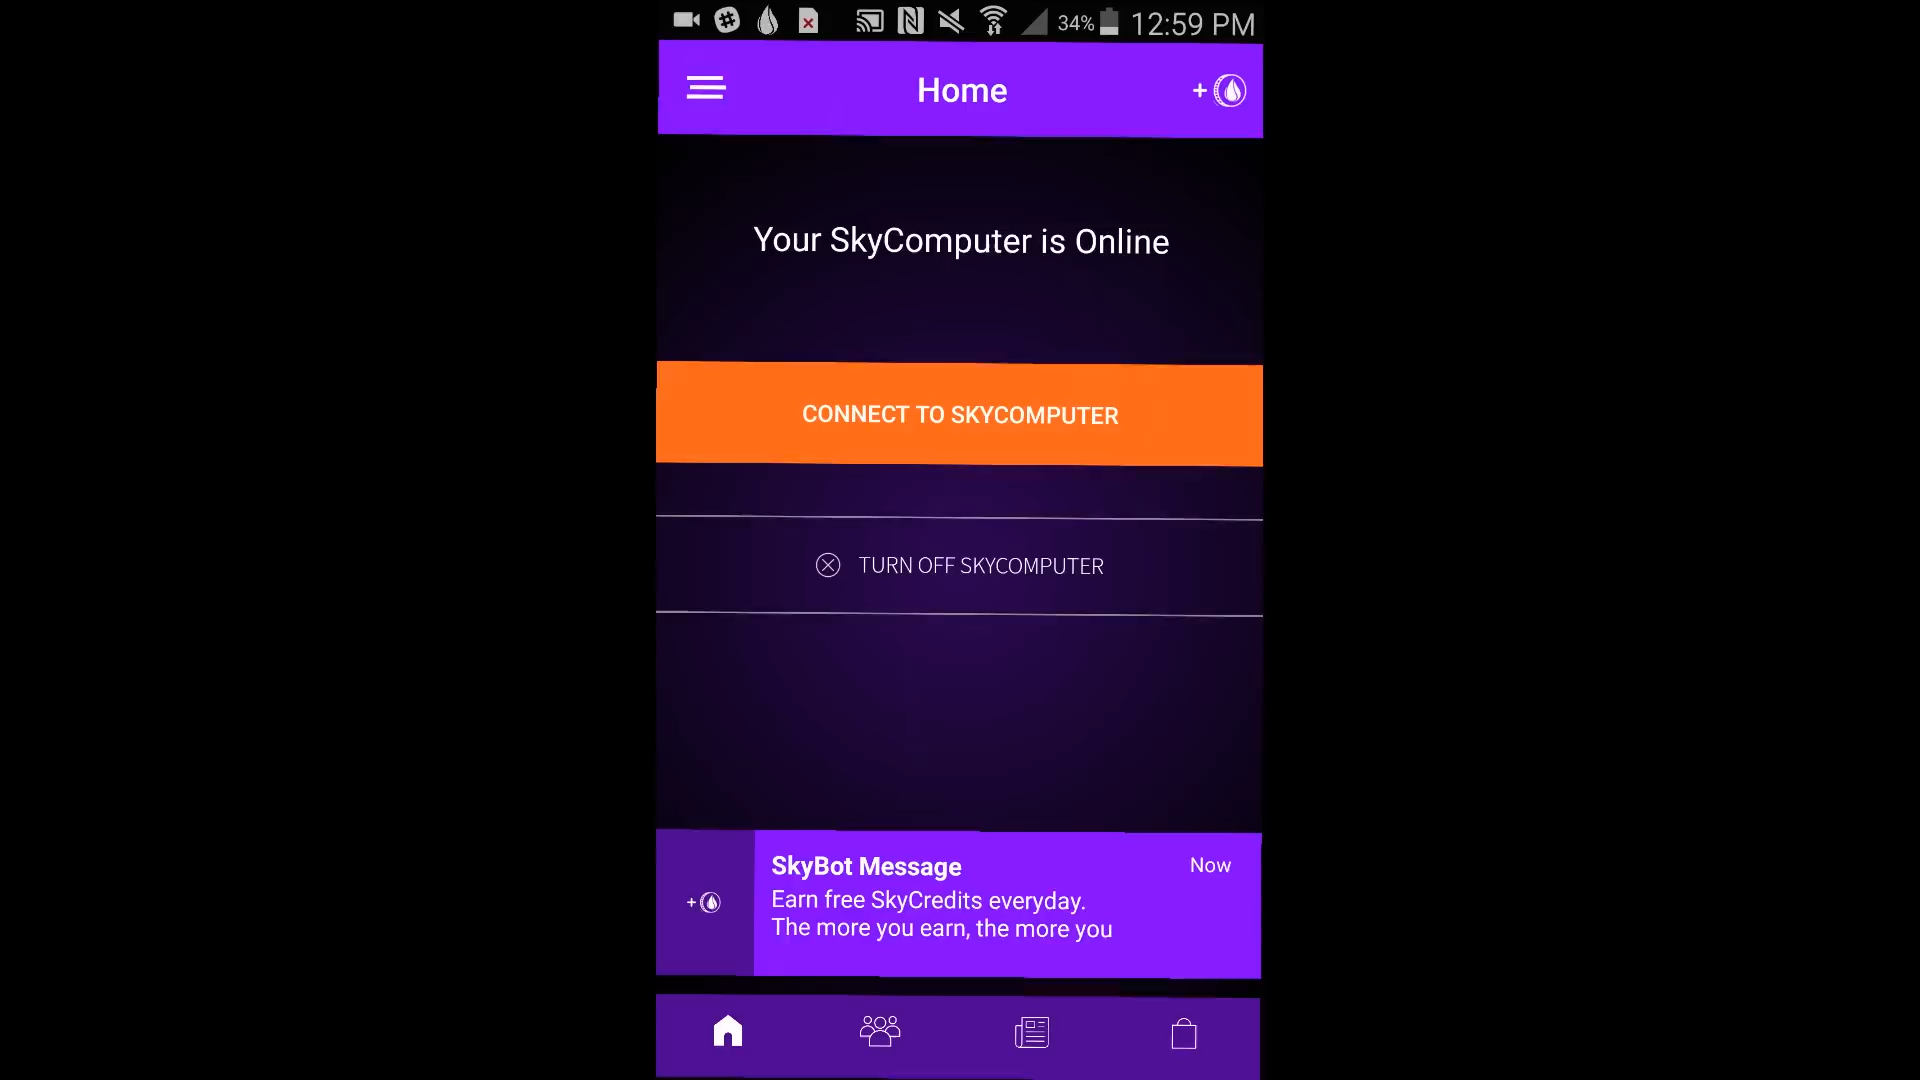 34% 12:59 PM
Home
Your SkyComputer is Online
CONNECT TO SKYCOMPUTER
TURN OFF SKYCOMPUTER
SkyBot Message
Now
Earn free SkyCredits everyday.
The more you earn, the more you